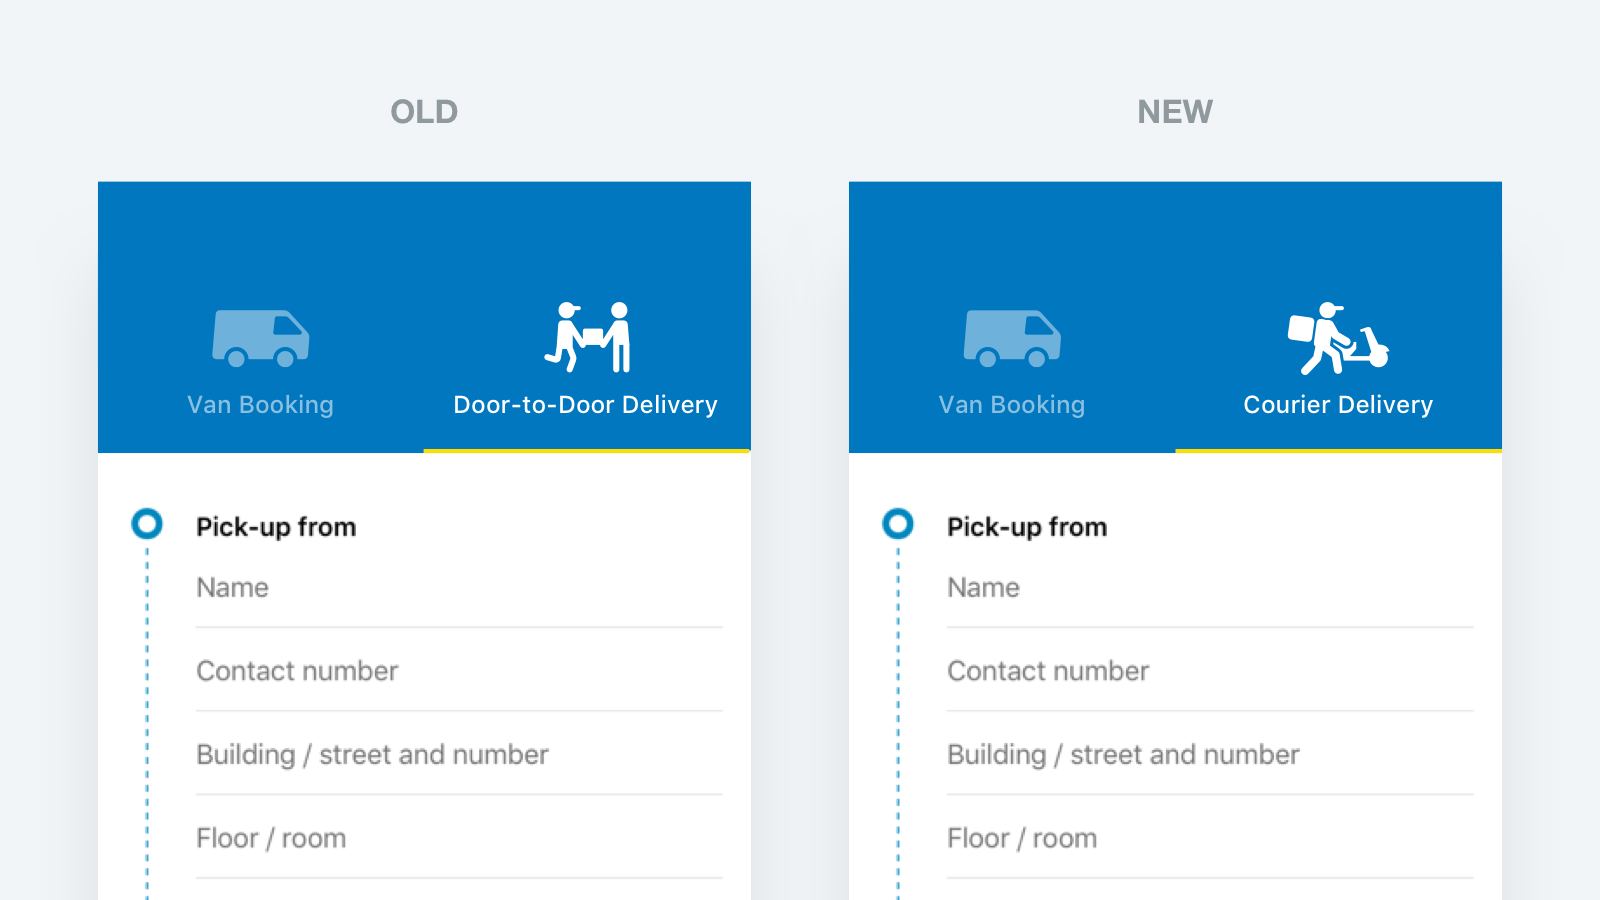 OLD
Van Booking
Door-to-Door Delivery
Pick-up from
Name
Contact number
Building / street and number
Floor / room
NEW
Van Booking
Courier Delivery
Pick-up from
Name
Contact number
Building / street and number
Floor / room